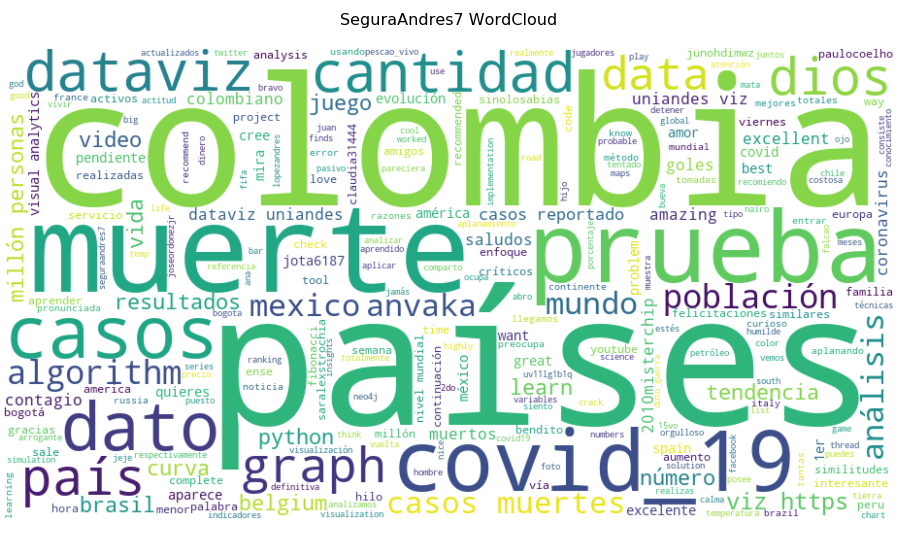 SeguraAndres7 WordCloud
colombia
países
muerte
prueba
covid_19
dataviz
cantidad
data
dios
casos
dato
país
graph
mexico
anvaka
mundo
población
algorithm
casos muertes
millón personas
visual analytics
análisis
tendencia
número
viz https
learn
python
belgium
brasil
curva
resultados
video
juego
vida
actualizados
twitter
analysis
usando
pescao_vivo
realmente
jugadores
play
junohdimwz
juntos
paulocoelho
atención
god
good
france
activos
actitud
bravo
use
evolución
sinolosabias
uniandes viz
mata
mejores
totales
way
vivir
colombiano
big
project
juan
finds
cool
worked
recommended
code
detener
global
amor
viernes
know
probable
mundial
excellent
ojo
consiste
conocimiento
pendiente
realizadas
recommend
dinero
cree
mira
fifa
lopezandres
error
love
claudia31444
pasivo
amigos
pareciera
implementation
road
método
tentado
maps
goles
tomadas
covid
best
recomiendo
chile
costosa
coronavirus
servicio
life
temp
seguraandres7
joseordonezjr
dataviz uniandes
referencia
bar
ana
check
tool
jota6187
razones
analizar
aprendido
aplicar
américa
comparto
aplanamiento
casos reportado
saludos
enfoque
críticos
ocupa
continente
hijo
porcentaje
bueva
amazing
tipo
nairo
problem
muestra
entrar
falcao
europa
meses
aprender
pronunciada
bogota
jamás
abro
llegamos
felicitaciones
similares
familia
técnicas
contagio
america
series
precio
ranking
ense
noticia
fibonacci
insights
saralexstrochia
semana
totalmente
neo4j
méxico
nivel mundial
continuación
time
preocupa
highly
2do
variables
siento
want
great
youtube
science
uv11g1b1q
crack
2010misterchip
estés
petróleo
curioso
humilde
color
vemos
aplanando
south
italy
list
bogotá
russia
puesto
quieres
gracias
arrogante
sale
simulation
jeje
respectivamente
visualización
think
vuelta
millón
muertos
covid19
bendito
numbers
15vo
orgulloso
spain
aumento
solution
facebook
ler
game
thread
puedes
similitudes
interesante
tantas
learning
hora
complete
aparece
menor
palabra
indicadores
definitiva
analizamos
visualization
hilo
hombre
nice
foto
vía
excelente
realizas
calma
posee
temperatura
brazil
tierra
peru
chart